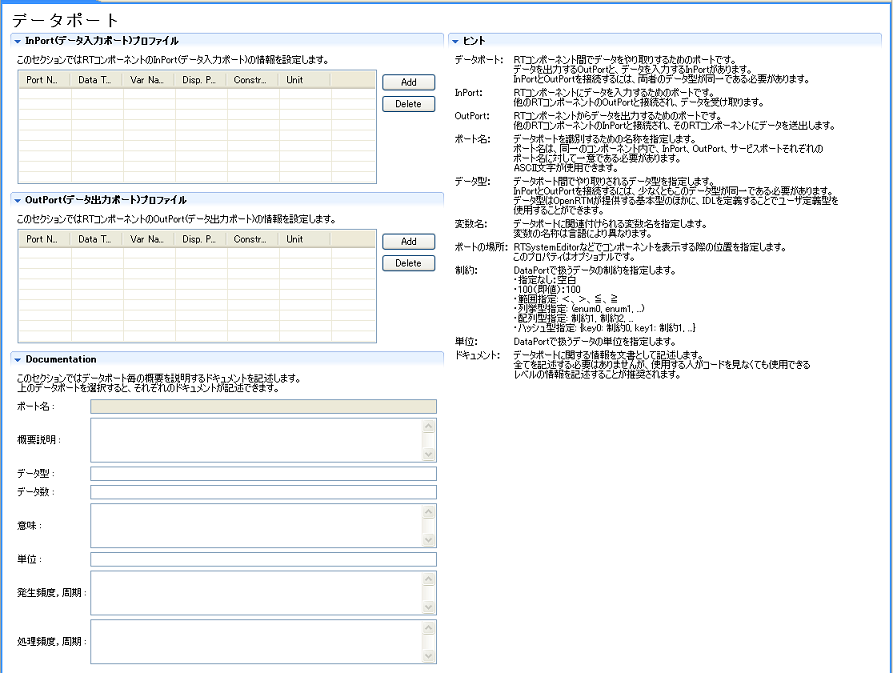 データポート
InPort(データ入力ポート)プロファイル
このセクションではRTコンポーネントのInPort(データ入力ポート)の情報を設定します。
Port N... Data T... Var Na... Disp. P... Constr... Unit
Add
Delete
OutPort(データ出力ポート)プロファイル
このセクションではRTコンポーネントのOutPort(データ出力ポート)の情報を設定します。
Port N... Data T... Var Na... Disp. P... Constr... Unit
Add
Delete
Documentation
このセクションではデータポート毎の概要を説明するドキュメントを記述します。
上のデータポートを選択すると、それぞれのドキュメントが記述できます。
ポート名 :
概要説明 :
データ型 :
データ数 :
意味 :
単位 :
発生頻度, 周期 :
処理頻度, 周期 :
ヒント
データポート: RTコンポーネント間でデータをやり取りするためのポートです。
データを出力するOutPortと、データを入力するInPortがあります。
InPortとOutPortを接続するには、両者のデータ型が同一である必要があります。
InPort: RTコンポーネントにデータを入力するためのポートです。
他のRTコンポーネントのOutPortと接続され、データを受け取ります。
OutPort: RTコンポーネントからデータを出力するためのポートです。
他のRTコンポーネントのInPortと接続され、そのRTコンポーネントにデータを送出します。
ポート名: データポートを識別するための名称を指定します。
ポート名は、同一のコンポーネント内で、InPort、OutPort、サービスポートそれぞれの
ポート名に対して一意である必要があります。
ASCII文字が使用できます。
データ型: データポート間でやり取りされるデータ型を指定します。
InPortとOutPortを接続するには、少なくともこのデータ型が同一である必要があります。
データ型はOpenRTMが提供する基本型のほかに、IDLを定義することでユーザ定義型を
使用することができます。
変数名: データポートに関連付けられる変数名を指定します。
変数の名称は言語により異なります。
ポートの場所: RTSystemEditorなどでコンポーネントを表示する際の位置を指定します。
このプロパティはオプショナルです。
制約: DataPortで扱うデータの制約を指定します。
・指定なし:空白
・100(即値):100
・範囲指定: <、>、≦、≧
・列挙型指定: (enum0, enum1, ...)
・配列型指定: 制約1, 制約2, ...
・ハッシュ型指定: {key0: 制約0, key1: 制約1, ...}
単位: DataPortで扱うデータの単位を指定します。
ドキュメント: データポートに関する情報を文書として記述します。
全てを記述する必要はありませんが、使用する人がコードを見なくても使用できる
レベルの情報を記述することが推奨されます。